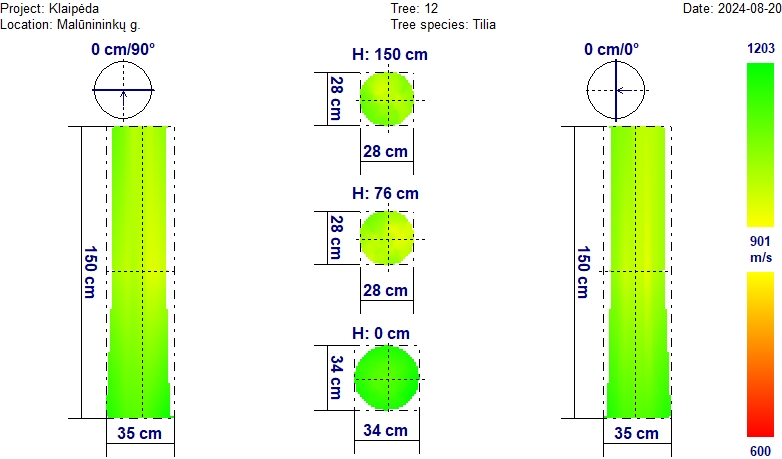 Project: Klaipėda
Tree: 12
Date: 2024-08-20
Location: Malūnininkų g.
Tree species: Tilia
0 cm/90°
H: 150 cm
0 cm/0°
1203
28 cm
28 cm
H: 76 cm
28 cm
28 cm
150 cm
150 cm
901
m/s
H: 0 cm
34 cm
34 cm
35 cm
35 cm
600